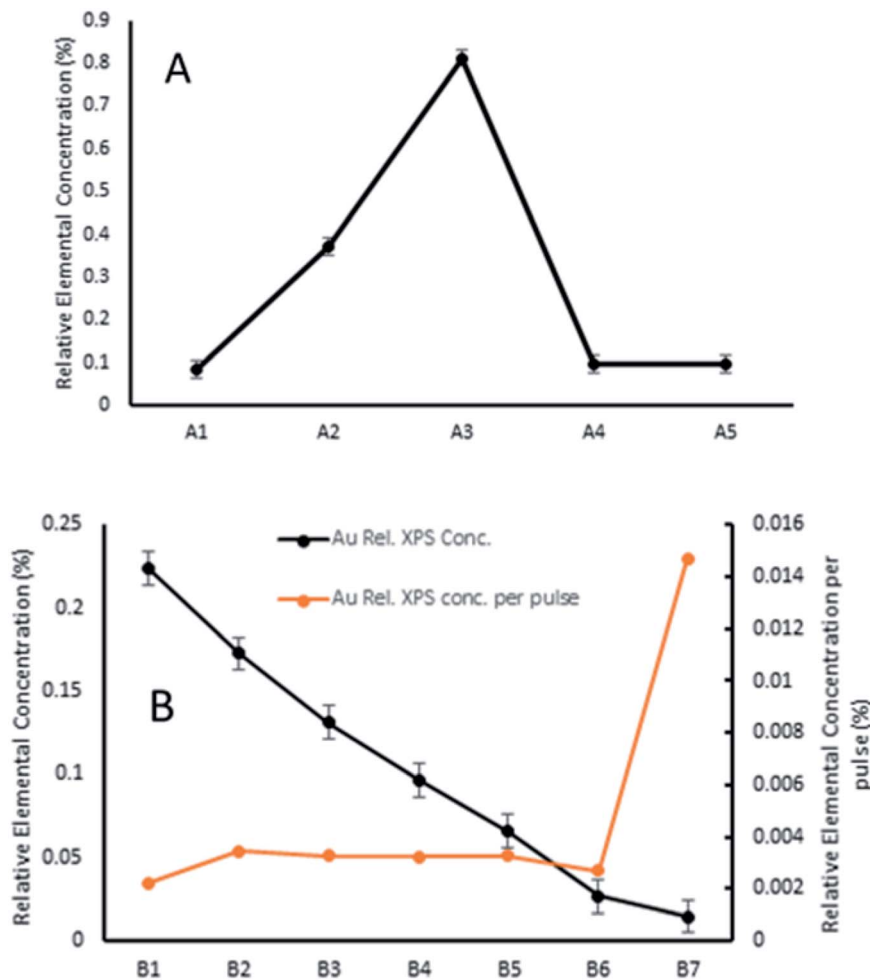 A
Relative Elemental Concentration (%)
0.9
0.8
0.7
0.6
0.5
0.4
0.3
0.2
0.1
0
A1 A2 A3 A4 A5
B
Relative Elemental Concentration (%)
0.25
0.2
0.15
0.1
0.05
0
Au Rel. XPS Conc.
Au Rel. XPS conc. per pulse
0.016
0.014
0.012
0.01
0.008
0.006
0.004
0.002
0
Relative Elemental Concentration per
pulse (%)
B1 B2 B3 B4 B5 B6 B7